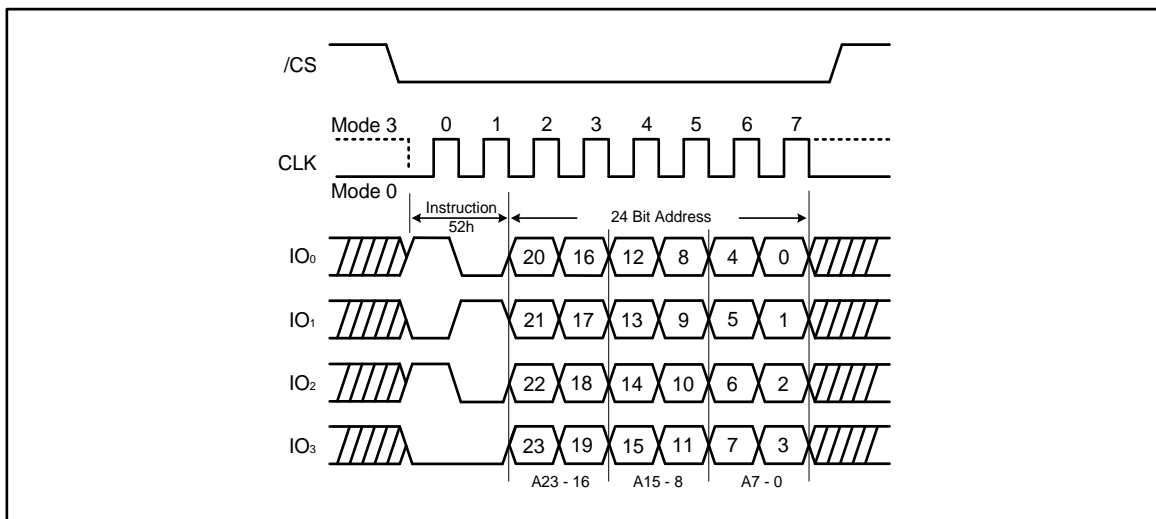 /CS
Mode 3 0 1 2 3 4 5 6 7
CLK
Mode 0
Instruction
52h
24 Bit Address
IO₀ 20 16 12 8 4 0
IO₁ 21 17 13 9 5 1
IO₂ 22 18 14 10 6 2
IO₃ 23 19 15 11 7 3
A23 - 16 A15 - 8 A7 - 0